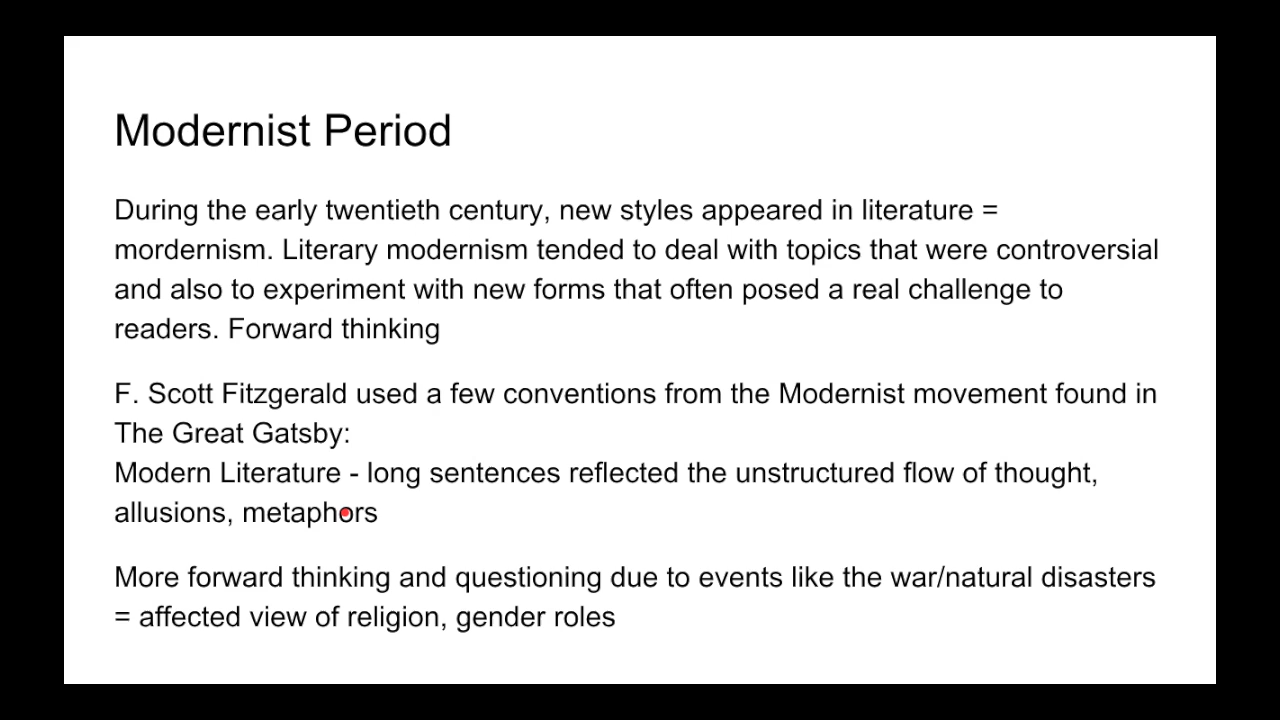 Modernist Period
During the early twentieth century, new styles appeared in literature =
mordernism. Literary modernism tended to deal with topics that were controversial
and also to experiment with new forms that often posed a real challenge to
readers. Forward thinking
F. Scott Fitzgerald used a few conventions from the Modernist movement found in
The Great Gatsby:
Modern Literature - long sentences reflected the unstructured flow of thought,
allusions, metaphors
More forward thinking and questioning due to events like the war/natural disasters
= affected view of religion, gender roles